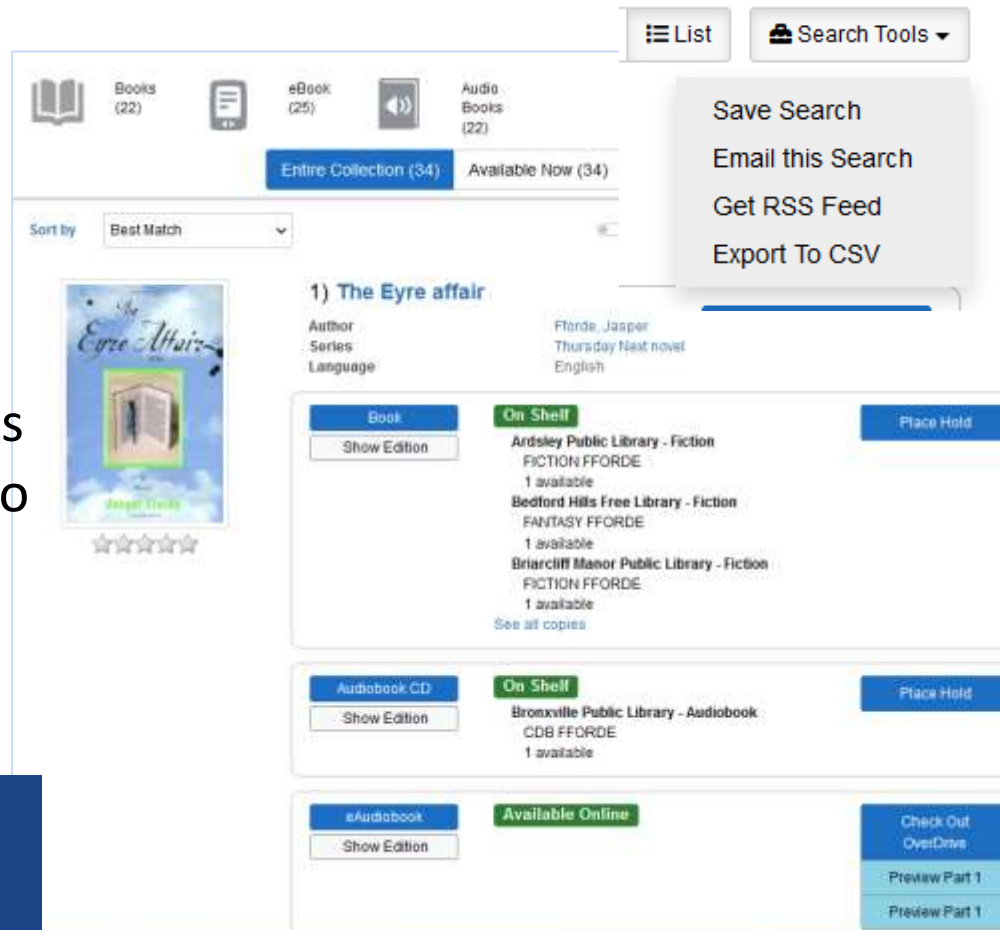 List
Search Tools
Save Search
Email this Search
Get RSS Feed
Export To CSV
Books
(22)
eBook
(25)
Audio
Books
(22)
Entire Collection (34)
Available Now (34)
Sort by
Best Match
s
o
The
Eyre Affair
1) The Eyre affair
Author
Fforde, Jasper
Series
Thursday Next novel
Language
English
Book
Show Edition
On Shelf
Ardsley Public Library - Fiction
FICTION FFORDE
1 available
Bedford Hills Free Library - Fiction
FANTASY FFORDE
1 available
Briarcliff Manor Public Library - Fiction
FICTION FFORDE
1 available
See all copies
Place Hold
Audiobook CD
Show Edition
On Shelf
Bronxville Public Library - Audiobook
CDB FFORDE
1 available
Place Hold
eAudiobook
Show Edition
Available Online
Check Out
OverDrive
Preview Part 1
Preview Part 1